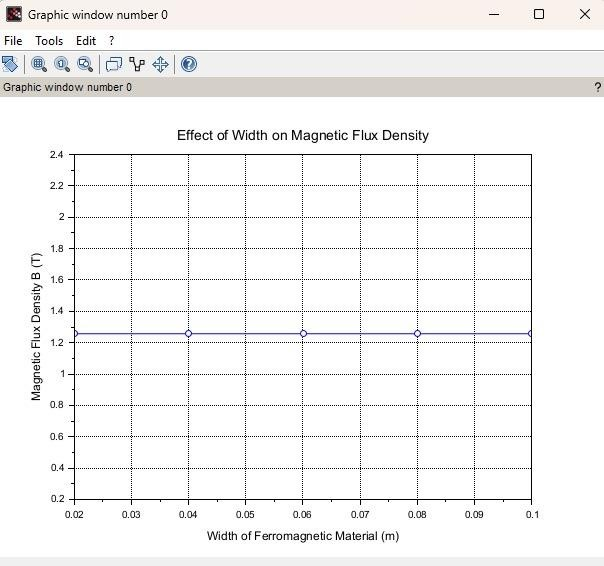 Graphic window number 0
File Tools Edit ?
Graphic window number 0 ?
Effect of Width on Magnetic Flux Density
2.4
2.2
2
1.8
1.6
1.4
1.2
1
0.8
0.6
0.4
0.2
Magnetic Flux Density B (T)
0.02 0.03 0.04 0.05 0.06 0.07 0.08 0.09 0.1
Width of Ferromagnetic Material (m)